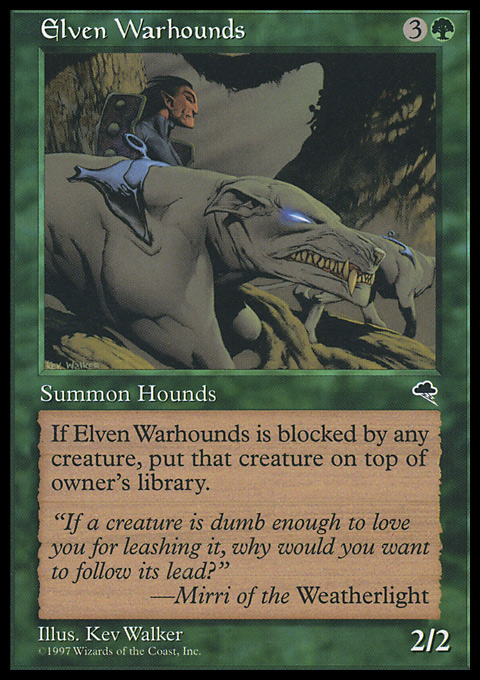 Elven Warhounds 3
KEV WALKER
Summon Hounds
If Elven Warhounds is blocked by any
creature, put that creature on top of
owner's library.
"If a creature is dumb enough to love
you for leashing it, why would you want
to follow its lead?"
—Mirri of the Weatherlight
Illus. Kev Walker
2/2
©1997 Wizards of the Coast, Inc.